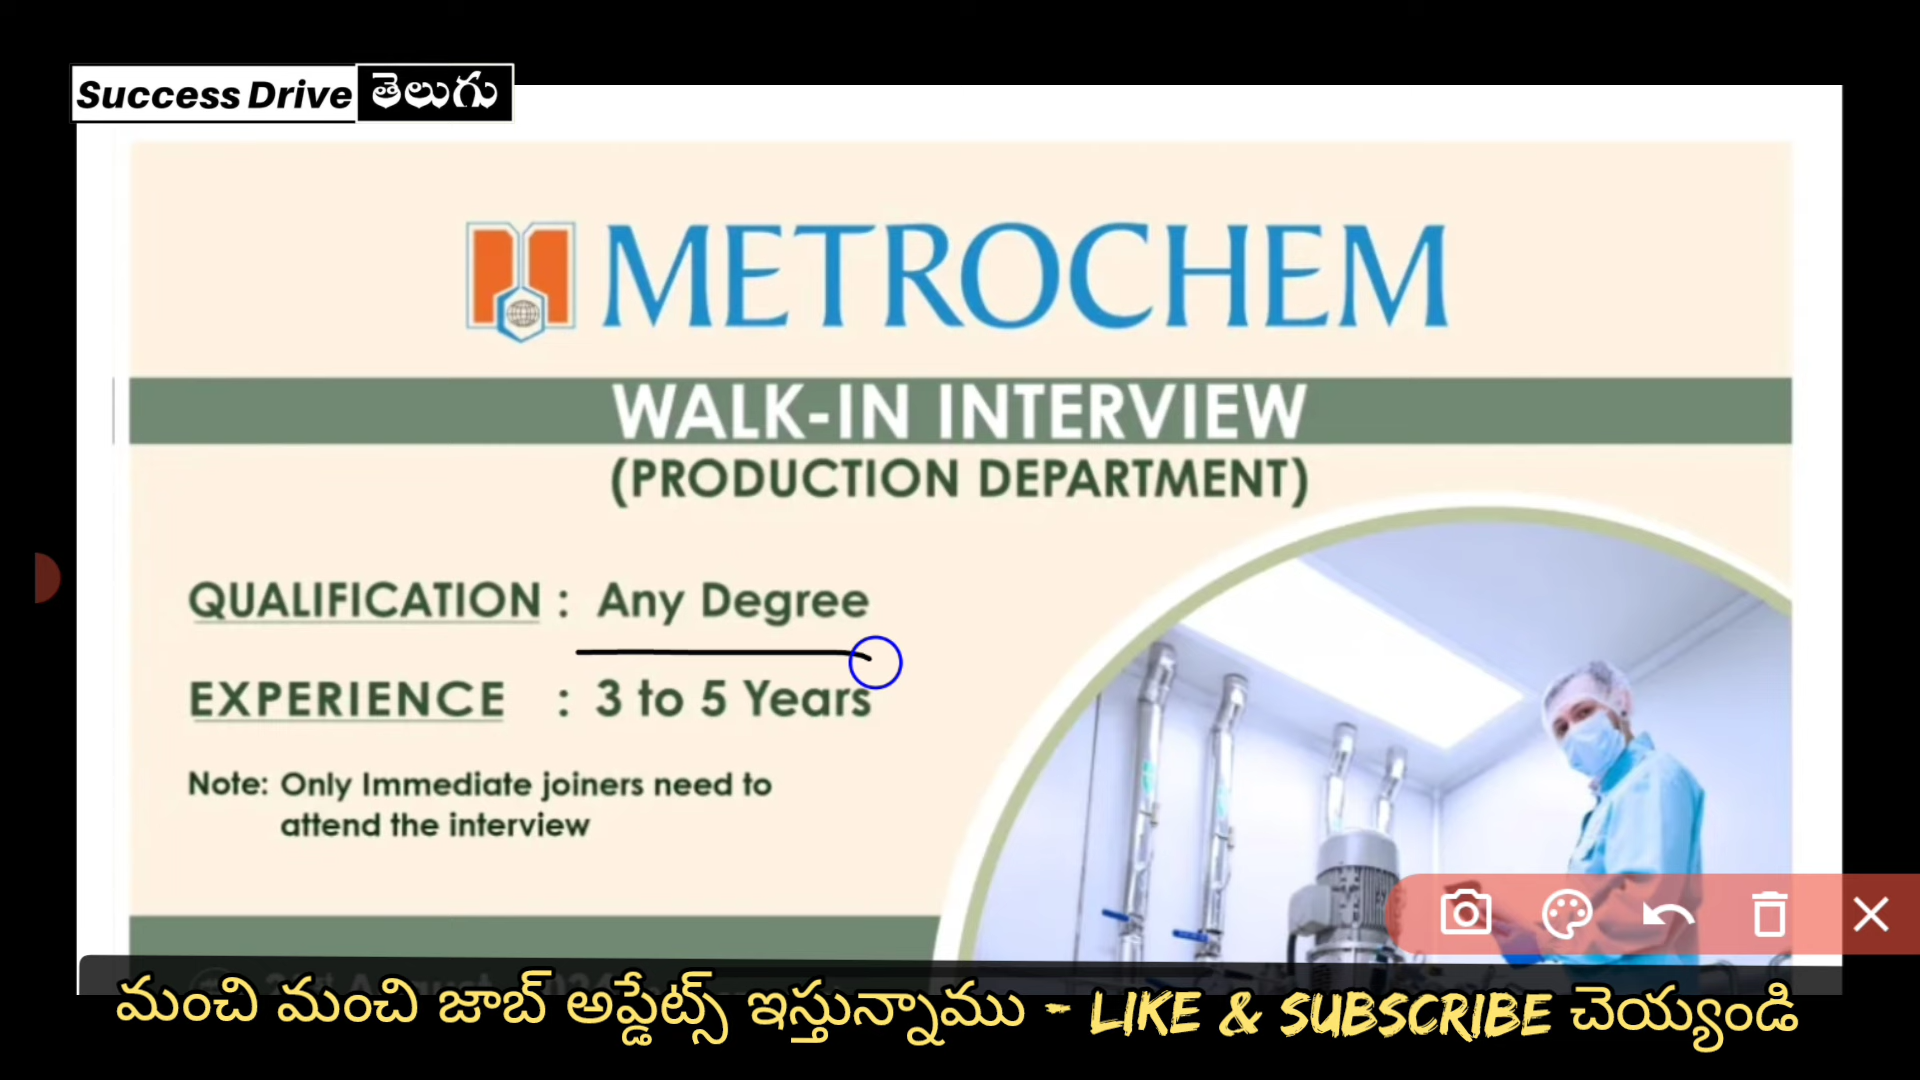 Success Drive తెలుగు
METROCHEM
WALK-IN INTERVIEW
(PRODUCTION DEPARTMENT)
QUALIFICATION : Any Degree
EXPERIENCE : 3 to 5 Years
Note: Only Immediate joiners need to
attend the interview
మంచి మంచి జాబ్ అప్డేట్స్ ఇస్తున్నాము - LIKE & SUBSCRIBE చెయ్యండి